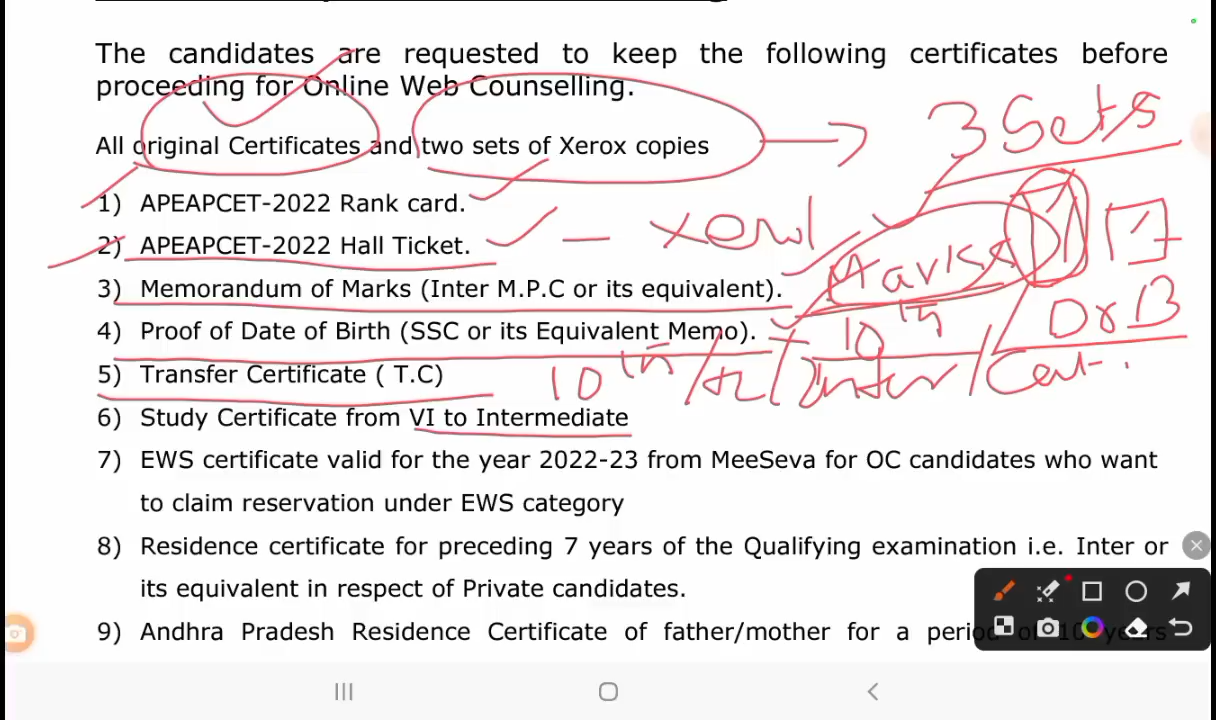 The candidates are requested to keep the following certificates before
proceeding for Online Web Counselling.
3 Sets
All original Certificates and two sets of Xerox copies
1) APEAPCET-2022 Rank card.
2) APEAPCET-2022 Hall Ticket. -
3) Memorandum of Marks (Inter M.P.C or its equivalent).
4) Proof of Date of Birth (SSC or its Equivalent Memo). 10th
5) Transfer Certificate ( T.C) 10th / Inter /
6) Study Certificate from VI to Intermediate
7) EWS certificate valid for the year 2022-23 from MeeSeva for OC candidates who want
to claim reservation under EWS category
8) Residence certificate for preceding 7 years of the Qualifying examination i.e. Inter or
its equivalent in respect of Private candidates.
9) Andhra Pradesh Residence Certificate of father/mother for a period of 10 years